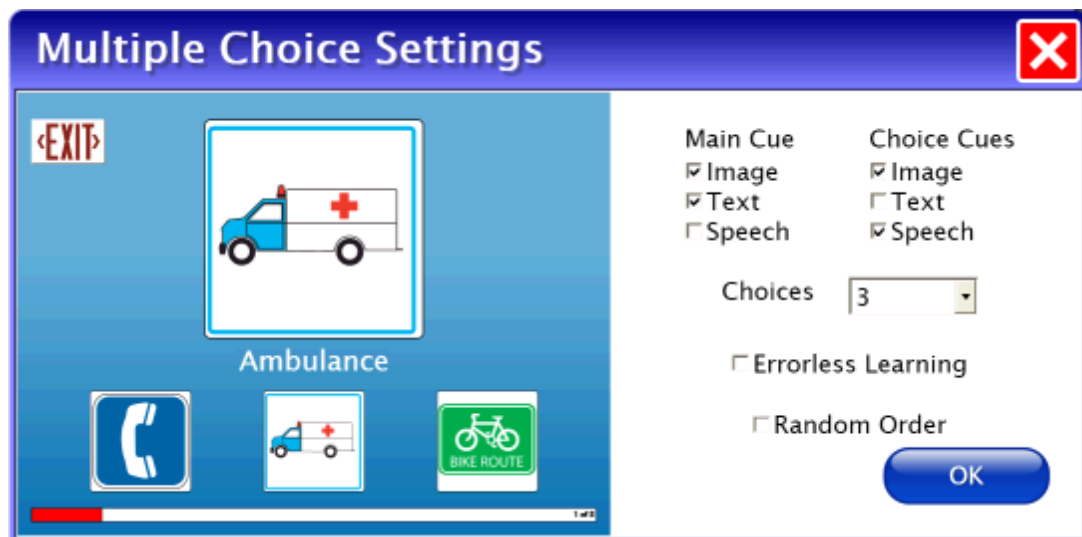 Multiple Choice Settings
<EXIT>
Ambulance
BIKE ROUTE
Main Cue
Image
Text
Speech
Choice Cues
Image
Text
Speech
Choices 3
Errorless Learning
Random Order
OK